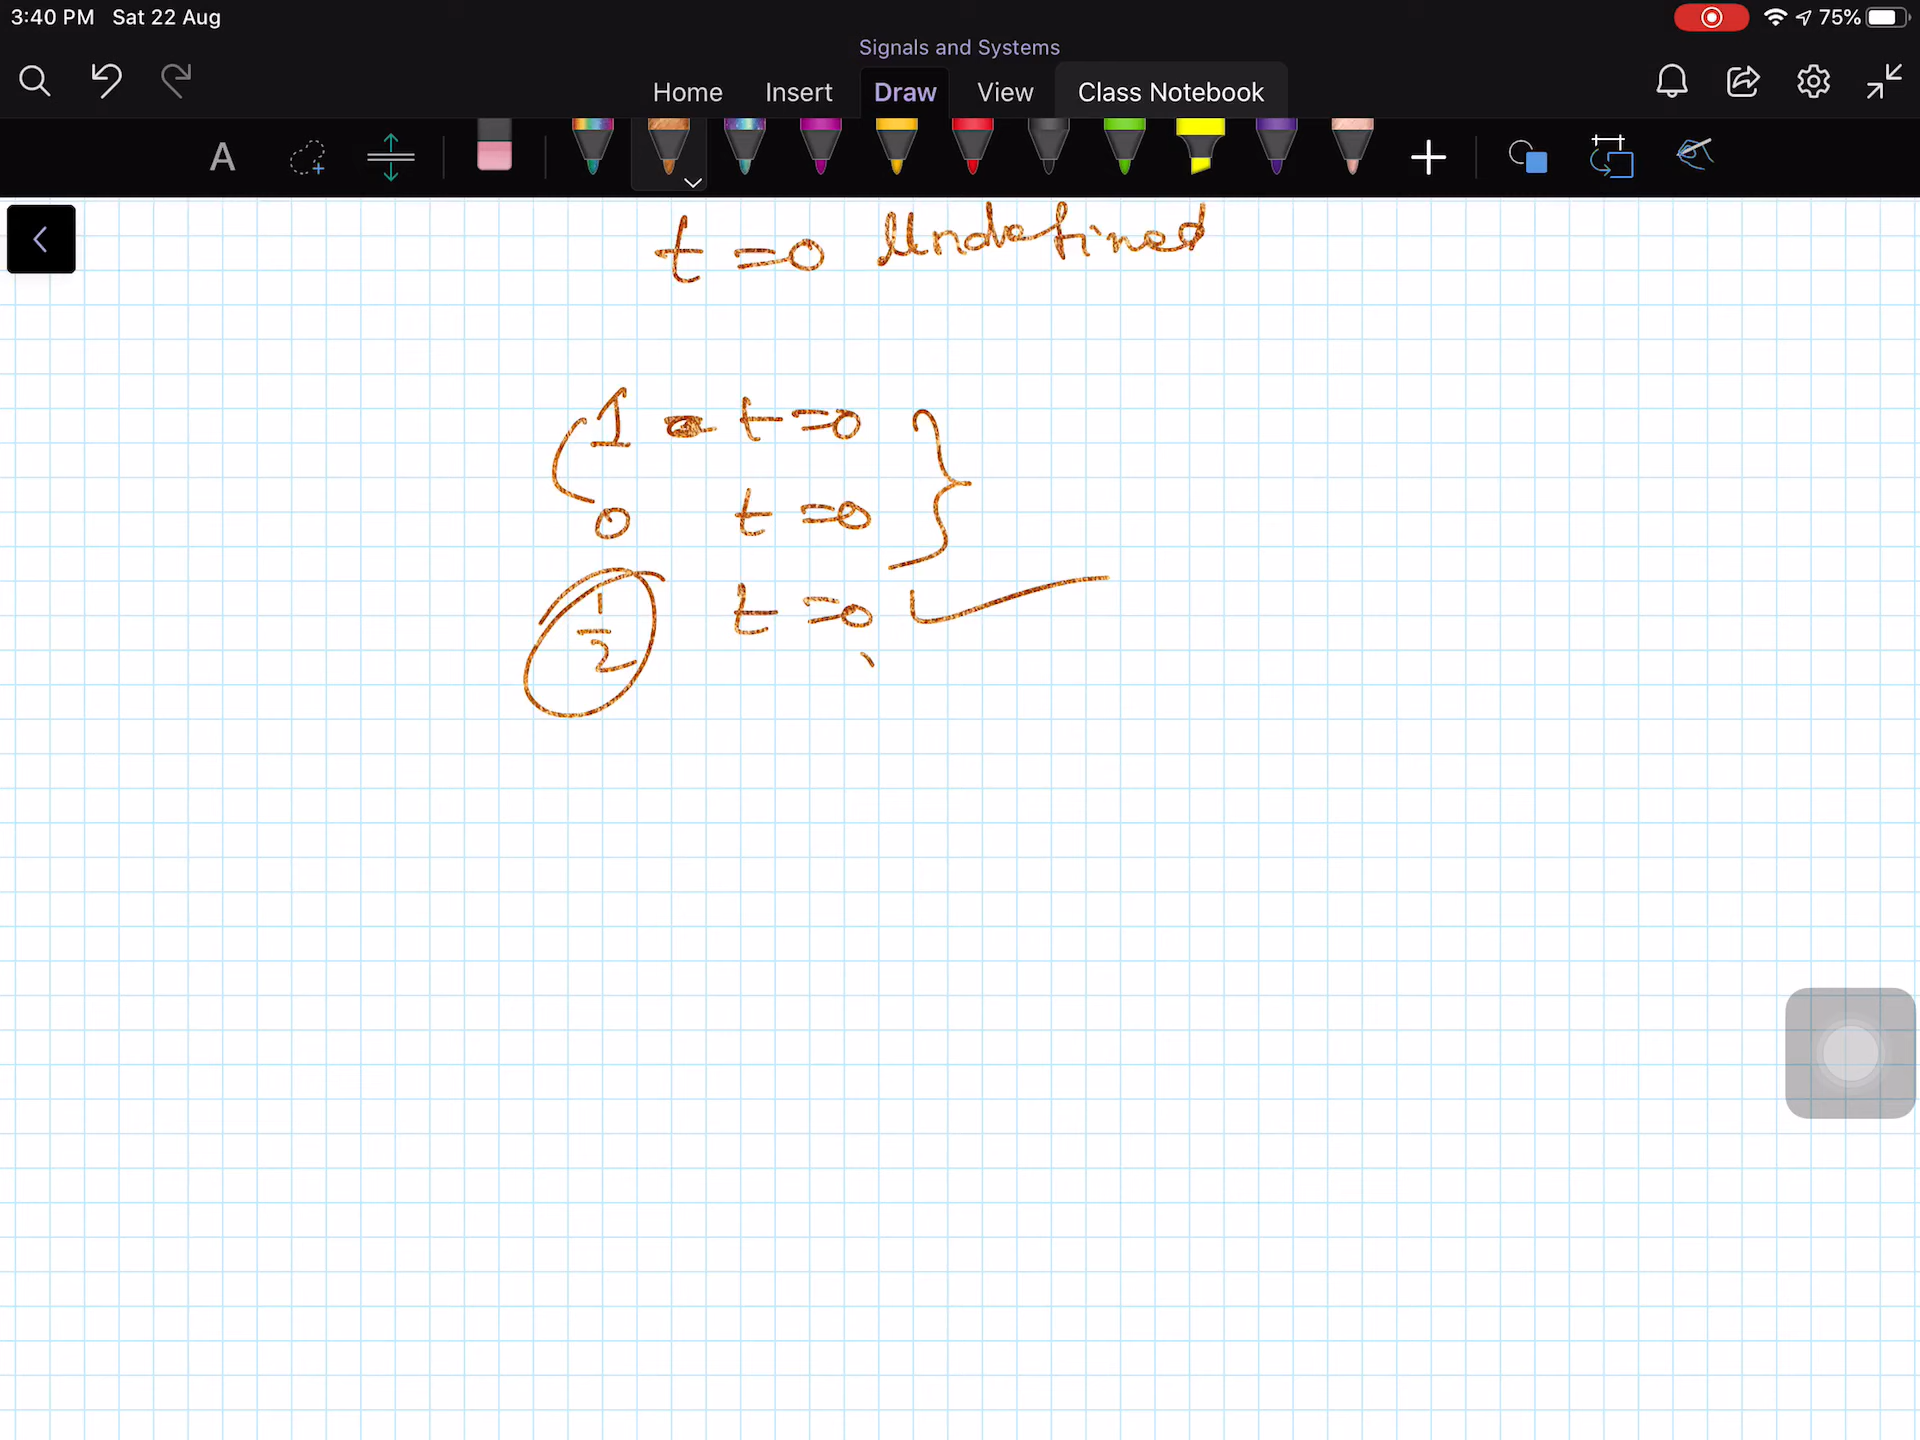 3:40 PM Sat 22 Aug
75%
Signals and Systems
Home Insert Draw View Class Notebook
A
t = 0 Undefined
1 t = 0
0 t = 0
1/2 t = 0